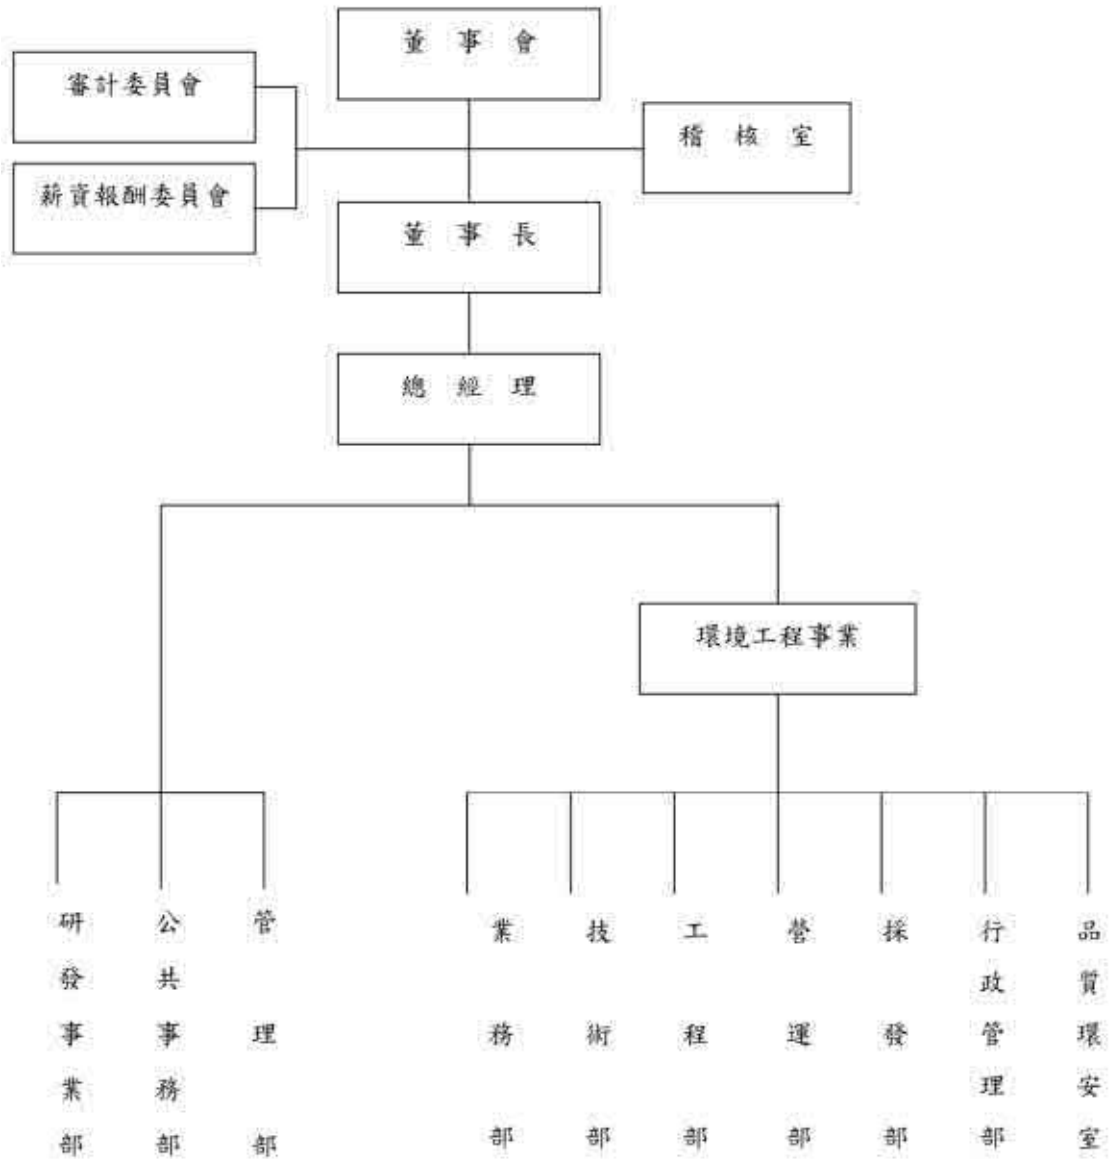 董事會
審計委員會
稽核室
薪資報酬委員會
董事長
總經理
環境工程事業
研發事業部
公共事務部
管理部
業務部
技術部
工程部
營運部
採發部
行政管理部
品質環安室